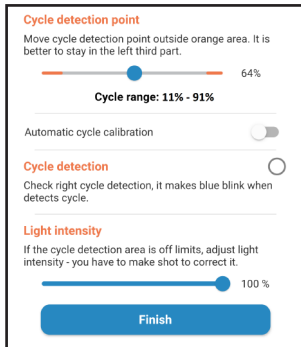 Cycle detection point
Move cycle detection point outside orange area. It is
better to stay in the left third part.
64%
Cycle range: 11% - 91%
Automatic cycle calibration
Cycle detection
Check right cycle detection, it makes blue blink when
detects cycle.
Light intensity
If the cycle detection area is off limits, adjust light
intensity - you have to make shot to correct it.
100 %
Finish